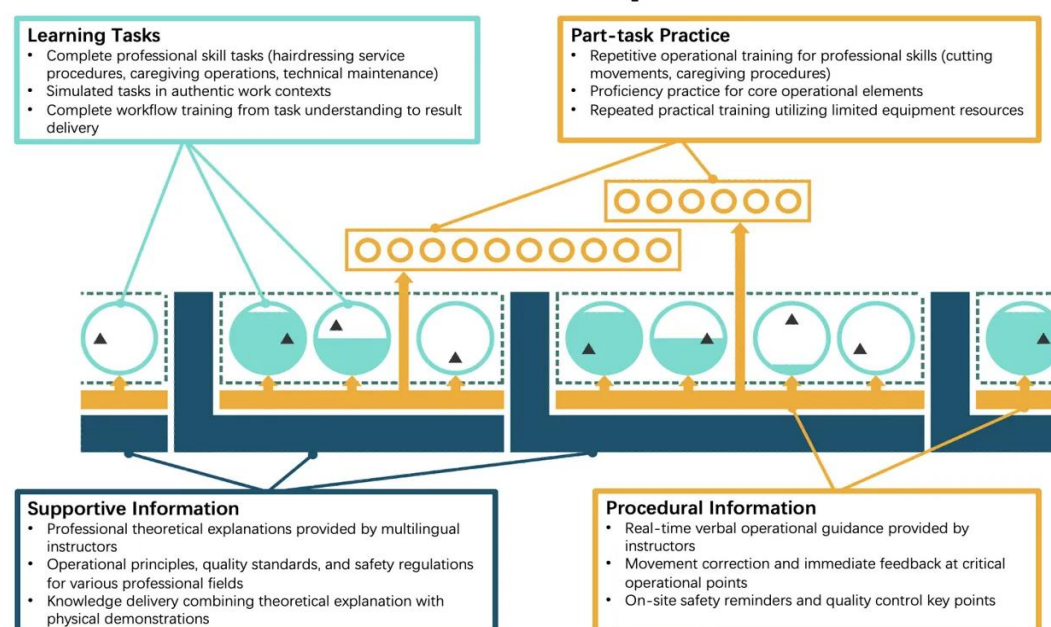 Learning Tasks
• Complete professional skill tasks (hairdressing service
procedures, caregiving operations, technical maintenance)
• Simulated tasks in authentic work contexts
• Complete workflow training from task understanding to result
delivery
Part-task Practice
• Repetitive operational training for professional skills (cutting
movements, caregiving procedures)
• Proficiency practice for core operational elements
• Repeated practical training utilizing limited equipment resources
Supportive Information
• Professional theoretical explanations provided by multilingual
instructors
• Operational principles, quality standards, and safety regulations
for various professional fields
• Knowledge delivery combining theoretical explanation with
physical demonstrations
Procedural Information
• Real-time verbal operational guidance provided by
instructors
• Movement correction and immediate feedback at critical
operational points
• On-site safety reminders and quality control key points